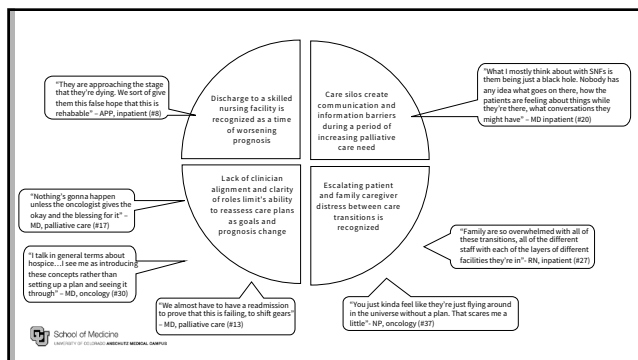 "They are approaching the stage
that they're dying. We sort of give
them this false hope that this is
rehabable" – APP, inpatient (#8)
Discharge to a skilled
nursing facility is
recognized as a time
of worsening
prognosis
Care silos create
communication and
information barriers
during a period of
increasing palliative
care need
"What I mostly think about with SNFs is
them being just a black hole. Nobody has
any idea what goes on there, how the
patients are feeling about things while
they're there, what conversations they
might have" – MD inpatient (#20)
Lack of clinician
alignment and clarity
of roles limit's ability
to reassess care plans
as goals and
prognosis change
Escalating patient
and family caregiver
distress between care
transitions is
recognized
"Nothing's gonna happen
unless the oncologist gives the
okay and the blessing for it" –
MD, palliative care (#17)
"I talk in general terms about
hospice...I see me as introducing
these concepts rather than
setting up a plan and seeing it
through" – MD, oncology (#30)
"We almost have to have a readmission
to prove that this is failing, to shift gears"
– MD, palliative care (#13)
"Family are so overwhelmed with all of
these transitions, all of the different
staff with each of the layers of different
facilities they're in"- RN, inpatient (#27)
"You just kinda feel like they're just flying around
in the universe without a plan. That scares me a
little"- NP, oncology (#37)
School of Medicine
UNIVERSITY OF COLORADO ANSCHUTZ MEDICAL CAMPUS